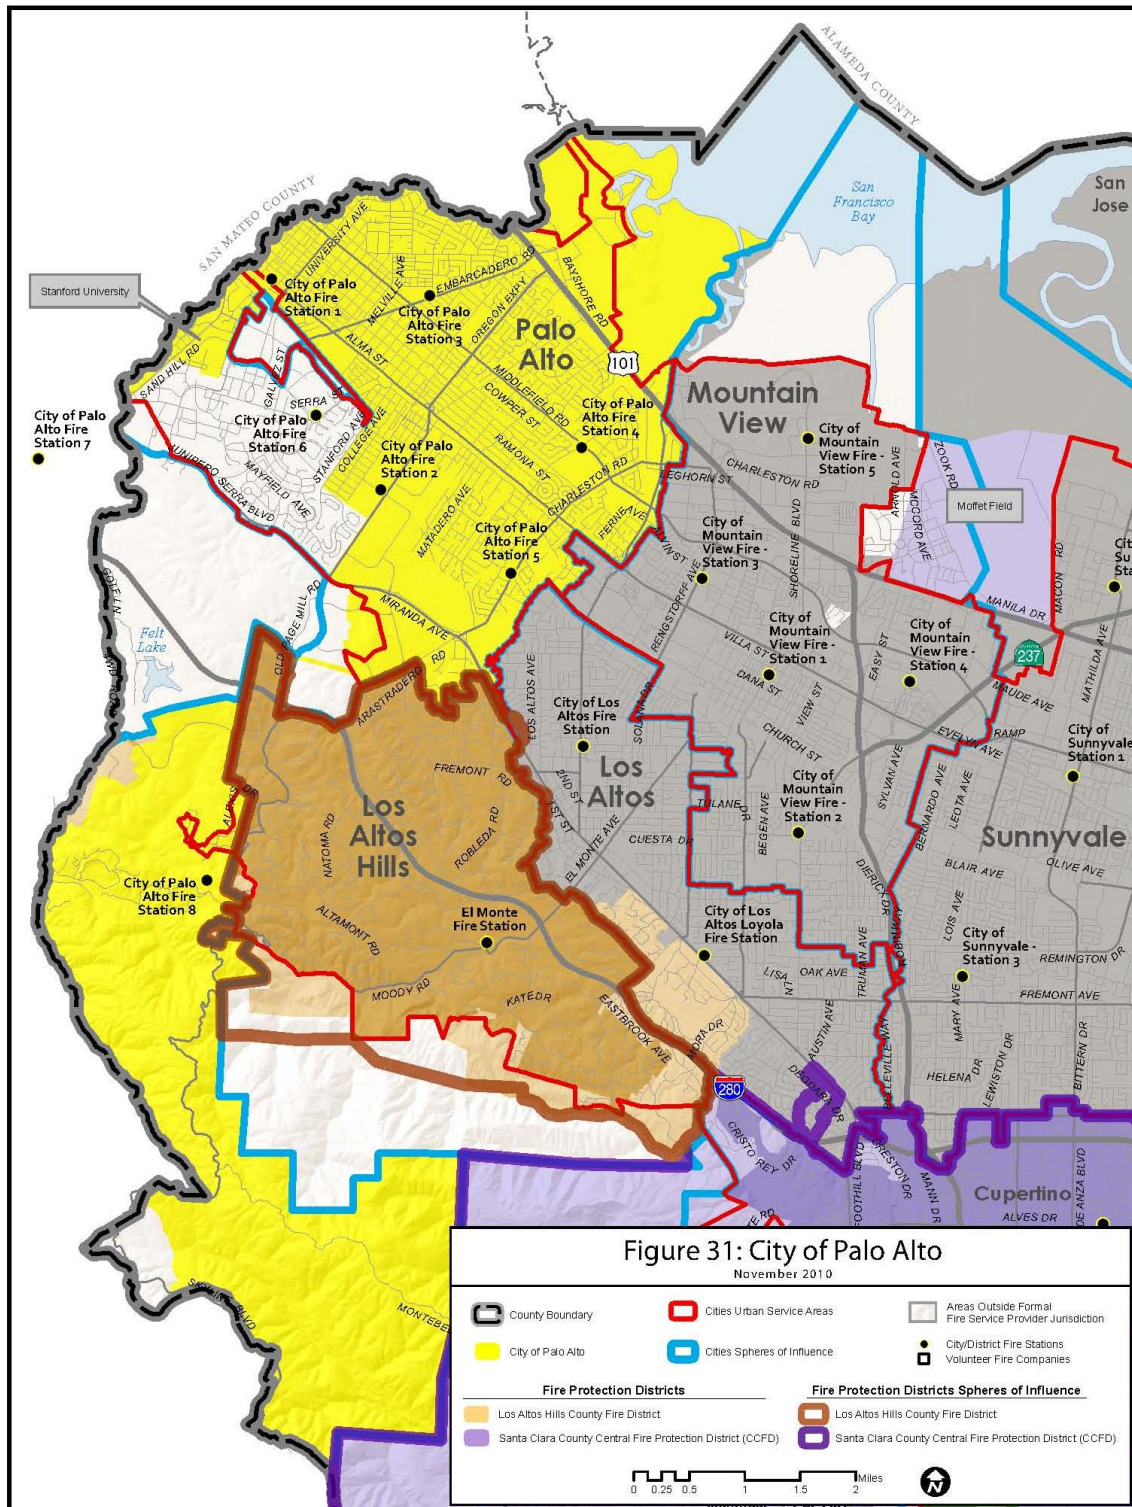 ALAMEDA COUNTY
SAN MATEO COUNTY
San
Francisco
Bay
San
Jose
Stanford University
City of Palo
Alto Fire
Station 1
UNIVERSITY AVE
MELVILLE AVE
EMBARCADERO RD
City of Palo
Alto Fire
Station 3
OREGON EXPY
BAYSHORE RD
Palo
Alto
101
ALMA ST
SAND HILL RD
GALVEZ ST
SERRA ST
City of Palo
Alto Fire
Station 7
City of Palo
Alto Fire
Station 6
STANFORD AVE
COLLEGE AVE
MIDDLEFIELD RD
COWPER ST
City of Palo
Alto Fire
Station 4
City of Palo
Alto Fire
Station 2
RAMONA ST
CHARLESTON RD
JUNIPERO SERRA BLVD
MAYFIELD AVE
MATADERO AVE
City of Palo
Alto Fire
Station 5
FERNE AVE
Mountain
View
City of
Mountain
View Fire -
Station 5
LEGHORN ST
CHARLESTON RD
ARNOLD AVE
MCCORD AVE
ZOOK RD
Moffet Field
City of
Mountain
View Fire -
Station 3
ALVIN ST
SHORELINE BLVD
MACON RD
MANILA DR
GOLF LN
Felt
Lake
OLD PAGE MILL RD
MIRANDA AVE
ARASTRADERO RD
RENGSTORFF AVE
VILLA ST
DANA ST
City of
Mountain
View Fire -
Station 1
VIEW ST
EASY ST
City of
Mountain
View Fire -
Station 4
237
MAUDE AVE
MATHILDA AVE
LOS ALTOS AVE
City of Los
Altos Fire
Station
SOLANA DR
CHURCH ST
EVELYN AVE
RAMP
City of
Sunnyvale
Station 1
FREMONT RD
2ND ST
1ST ST
Los
Altos
City of
Mountain
View Fire -
Station 2
SYLVAN AVE
BERNARDO AVE
LEOTA AVE
Los
Altos
Hills
NATOMA RD
ROBLEDA RD
TULANE DR
CUESTA DR
BEGEN AVE
EL MONTE AVE
Sunnyvale
BLAIR AVE
OLIVE AVE
City of Palo
Alto Fire
Station 8
ALTAMONT RD
El Monte
Fire Station
City of Los
Altos Loyola
Fire Station
DIERICX DR
LOIS AVE
City of
Sunnyvale -
Station 3
REMINGTON DR
LISA LN
OAK AVE
TRUMAN AVE
MOODY RD
KATE DR
EASTBROOK AVE
MORA DR
FREMONT AVE
MARY AVE
AUSTIN AVE
BELLEVILLE WAY
HELENA DR
LEWISTON DR
BITTERN DR
280
DEODARA DR
CRISTO REY DR
FOOTHILL BLVD
CRESTON DR
MANN DR
Cupertino
ALVES DR
DE ANZA BLVD
SKYLINE BLVD
Figure 31: City of Palo Alto
November 2010
County Boundary
Cities Urban Service Areas
Areas Outside Formal
Fire Service Provider Jurisdiction
City of Palo Alto
Cities Spheres of Influence
City/District Fire Stations
Volunteer Fire Companies
Fire Protection Districts
Fire Protection Districts Spheres of Influence
Los Altos Hills County Fire District
Los Altos Hills County Fire District
Santa Clara County Central Fire Protection District (CCFD)
Santa Clara County Central Fire Protection District (CCFD)
Miles
0 0.25 0.5 1 1.5 2